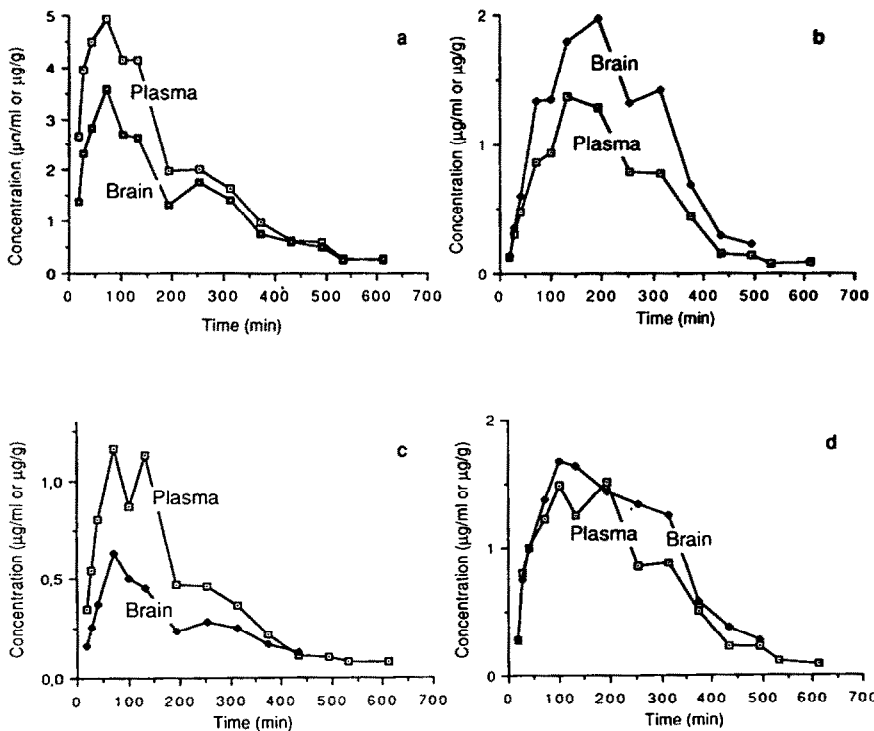 a
Concentration (µn/ml or µg/g)
5
4
3
2
1
0
Plasma
Brain
0 100 200 300 400 500 600 700
Time (min)
b
Concentration (µg/ml or µg/g)
2
1
0
Brain
Plasma
0 100 200 300 400 500 600 700
Time (min)
c
Concentration (µg/ml or µg/g)
1,0
0,5
0,0
Plasma
Brain
0 100 200 300 400 500 600 700
Time (min)
d
Concentration (µg/ml or µg/g)
2
1
0
Plasma
Brain
0 100 200 300 400 500 600 700
Time (min)